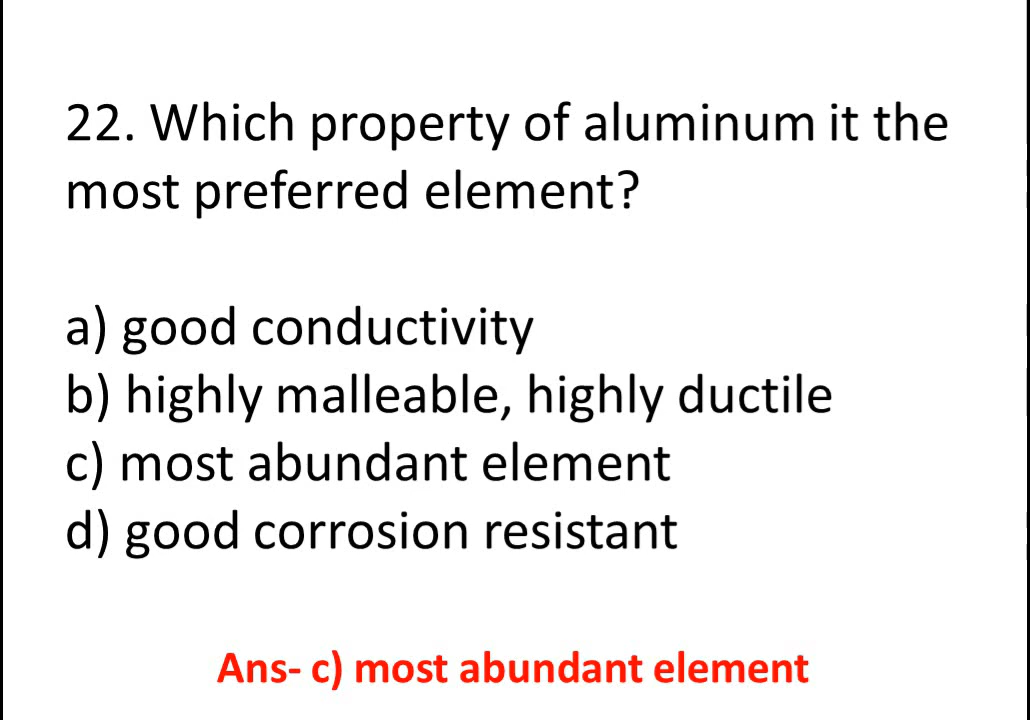 22. Which property of aluminum it the
most preferred element?
a) good conductivity
b) highly malleable, highly ductile
c) most abundant element
d) good corrosion resistant
Ans- c) most abundant element